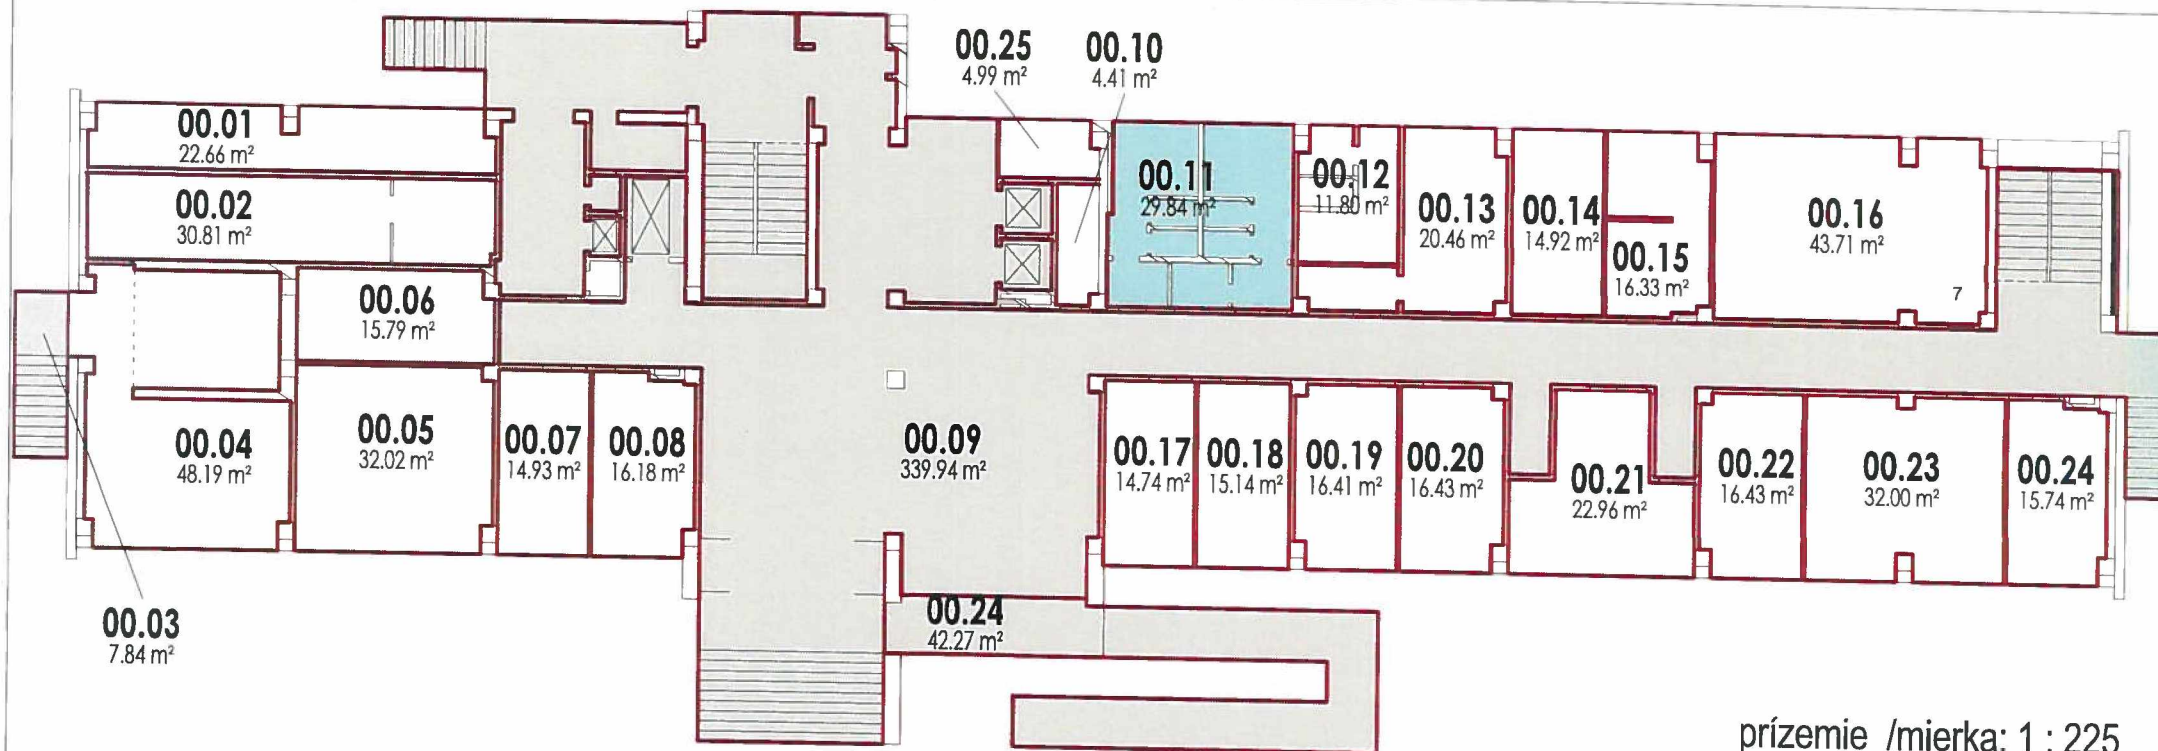 00.25
4.99 m²
00.10
4.41 m²
00.01
22.66 m²
00.02
30.81 m²
00.11
29.84 m²
00.12
11.80 m²
00.13
20.46 m²
00.14
14.92 m²
00.15
16.33 m²
00.16
43.71 m²
7
00.06
15.79 m²
00.04
48.19 m²
00.05
32.02 m²
00.07
14.93 m²
00.08
16.18 m²
00.09
339.94 m²
00.17
14.74 m²
00.18
15.14 m²
00.19
16.41 m²
00.20
16.43 m²
00.21
22.96 m²
00.22
16.43 m²
00.23
32.00 m²
00.24
15.74 m²
00.03
7.84 m²
00.24
42.27 m²
prízemie /mierka: 1 : 225